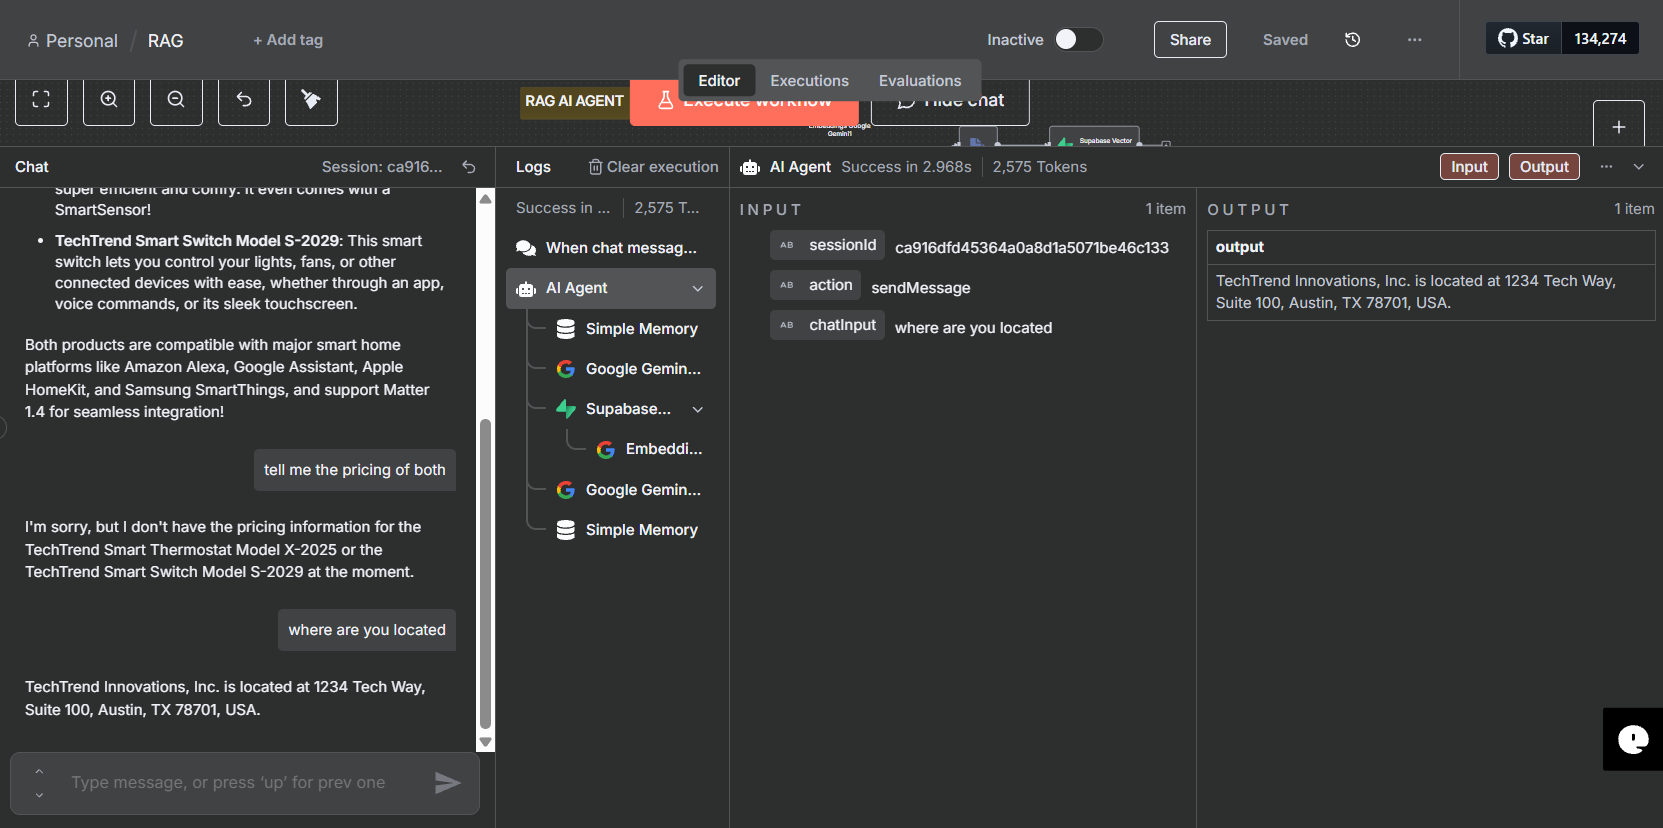 Personal / RAG
+ Add tag
Inactive
Share
Saved
Star
134,274
Editor
Executions
Evaluations
RAG AI AGENT
Execute workflow
Hide chat
Embeddings Google
Gemini1
Supabase Vector
Chat
Session: ca916...
super efficient and comfy. It even comes with a
SmartSensor!
• TechTrend Smart Switch Model S-2029: This smart
switch lets you control your lights, fans, or other
connected devices with ease, whether through an app,
voice commands, or its sleek touchscreen.
Both products are compatible with major smart home
platforms like Amazon Alexa, Google Assistant, Apple
HomeKit, and Samsung SmartThings, and support Matter
1.4 for seamless integration!
tell me the pricing of both
I'm sorry, but I don't have the pricing information for the
TechTrend Smart Thermostat Model X-2025 or the
TechTrend Smart Switch Model S-2029 at the moment.
where are you located
TechTrend Innovations, Inc. is located at 1234 Tech Way,
Suite 100, Austin, TX 78701, USA.
Type message, or press ‘up’ for prev one
Logs
Clear execution
Success in ...
2,575 T...
When chat messag...
AI Agent
Simple Memory
Google Gemin...
Supabase...
Embeddi...
Google Gemin...
Simple Memory
AI Agent
Success in 2.968s
2,575 Tokens
Input
Output
...
INPUT
1 item
AB sessionId ca916dfd45364a0a8d1a5071be46c133
AB action sendMessage
AB chatInput where are you located
OUTPUT
1 item
output
TechTrend Innovations, Inc. is located at 1234 Tech Way,
Suite 100, Austin, TX 78701, USA.